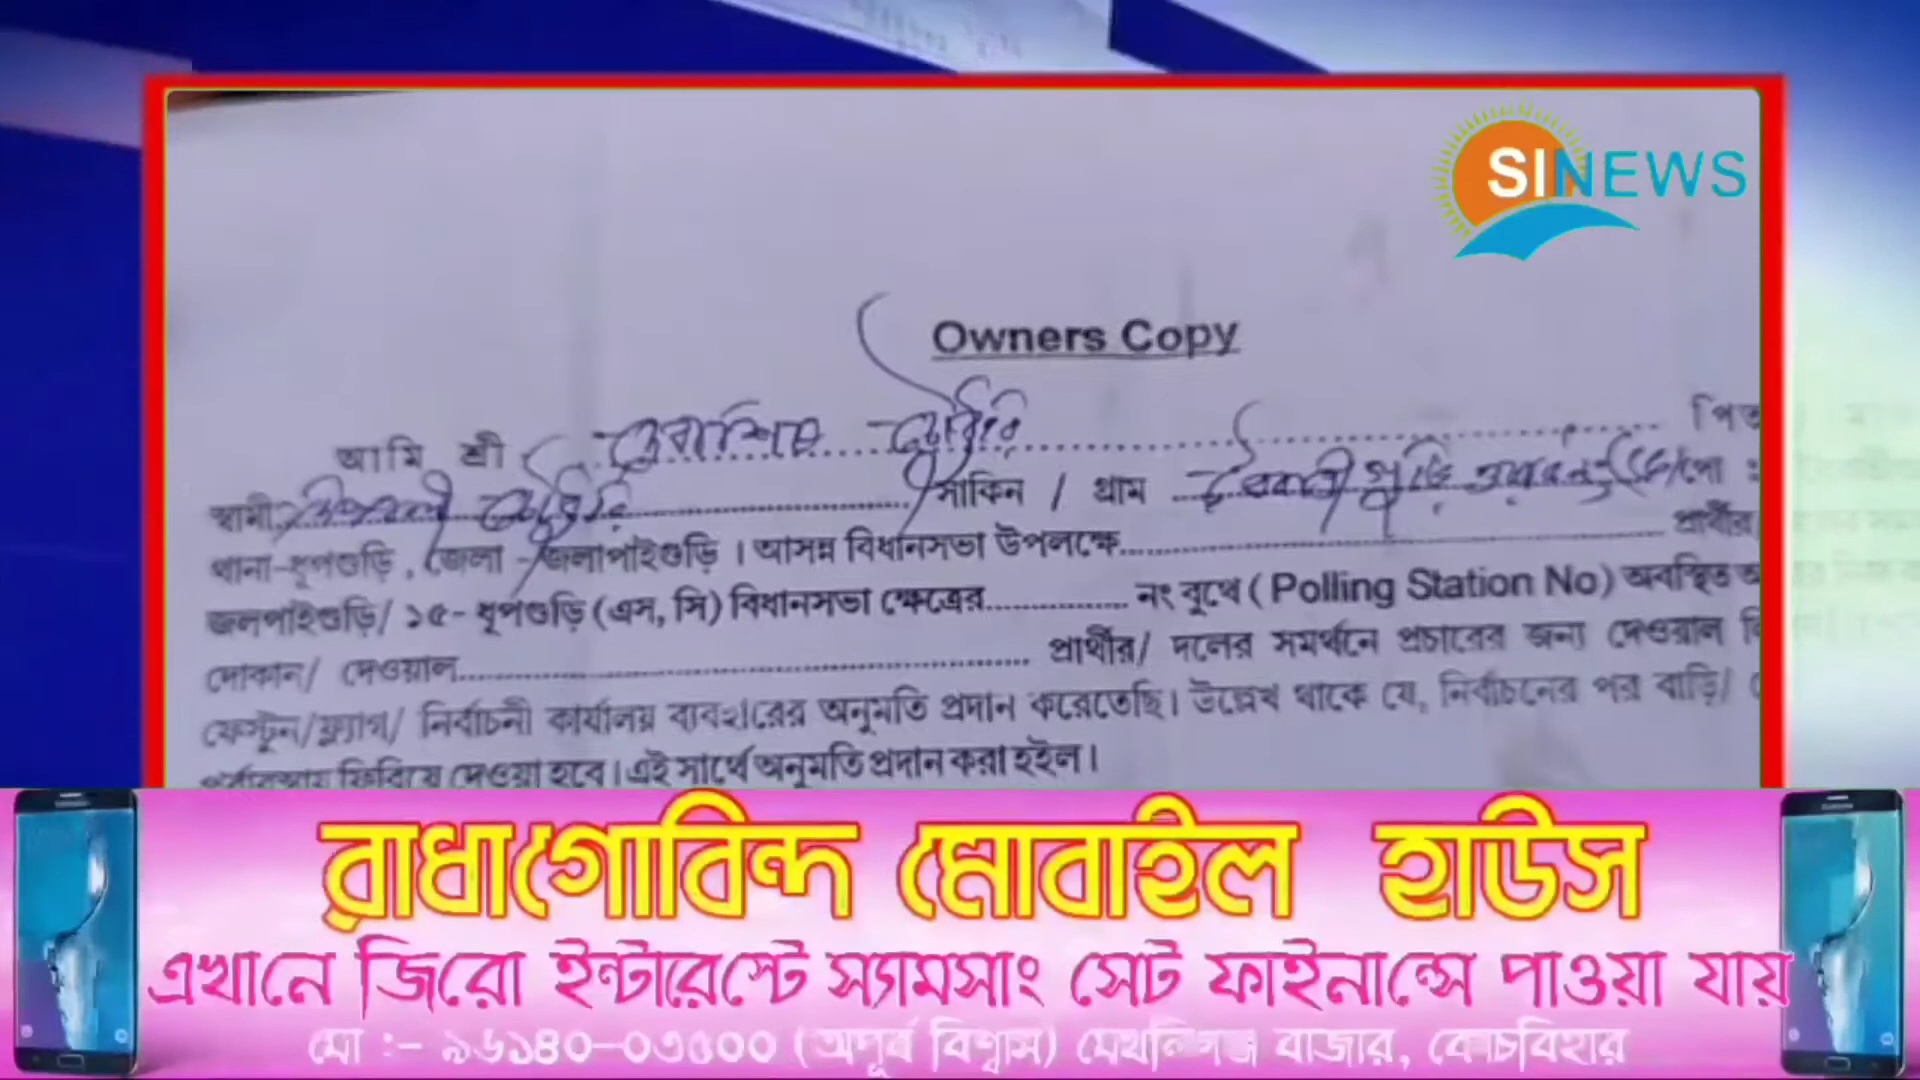 SINEWS
Owners Copy
আমি শ্রী দেবাশিষ চৌধুরি পিত
স্বামী: চৌধুরি সাকিন / গ্রাম পো :
থানা-ধূপগুড়ি, জেলা - জলাপাইগুড়ি । আসন্ন বিধানসভা উপলক্ষে.............. প্রার্থীর
জলপাইগুড়ি/ ১৫- ধূপগুড়ি (এস, সি) বিধানসভা ক্ষেত্রের.............. নং বুথে ( Polling Station No) অবস্থিত
দোকান/ দেওয়াল.............. প্রার্থীর/ দলের সমর্থনে প্রচারের জন্য দেওয়াল
ফেস্টুন/ফ্ল্যাগ/ নির্বাচনী কার্যালয় ব্যবহারের অনুমতি প্রদান করেতেছি। উল্লেখ থাকে যে, নির্বাচনের পর বাড়ি/
ফিরিয়ে দেওয়া হবে। এই সার্থে অনুমতি প্রদান করা হইল।
রাধাগোবিন্দ মোবাইল হাউস
এখানে জিরো ইন্টারেস্টে স্যামসাং সেট ফাইনান্সে পাওয়া যায়
মো :- ৯৬১৪০-০৩৫০০ (অপূর্ব বিশ্বাস) মেখলিগঞ্জ বাজার, কোচবিহার